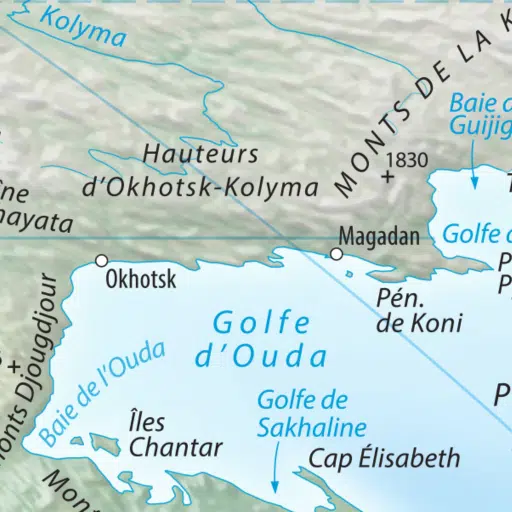 Kolyma
MONTS DE LA K
Baie d
Guijig
Hauteurs
d'Okhotsk-Kolyma
1830
ne
nayata
Magadan
Golfe d
Okhotsk
Pén.
de Koni
P
P
Golfe
d'Ouda
Baie de l'Ouda
onts Djougdjour
Golfe de
Sakhaline
Îles
Chantar
Cap Élisabeth
P
Mont